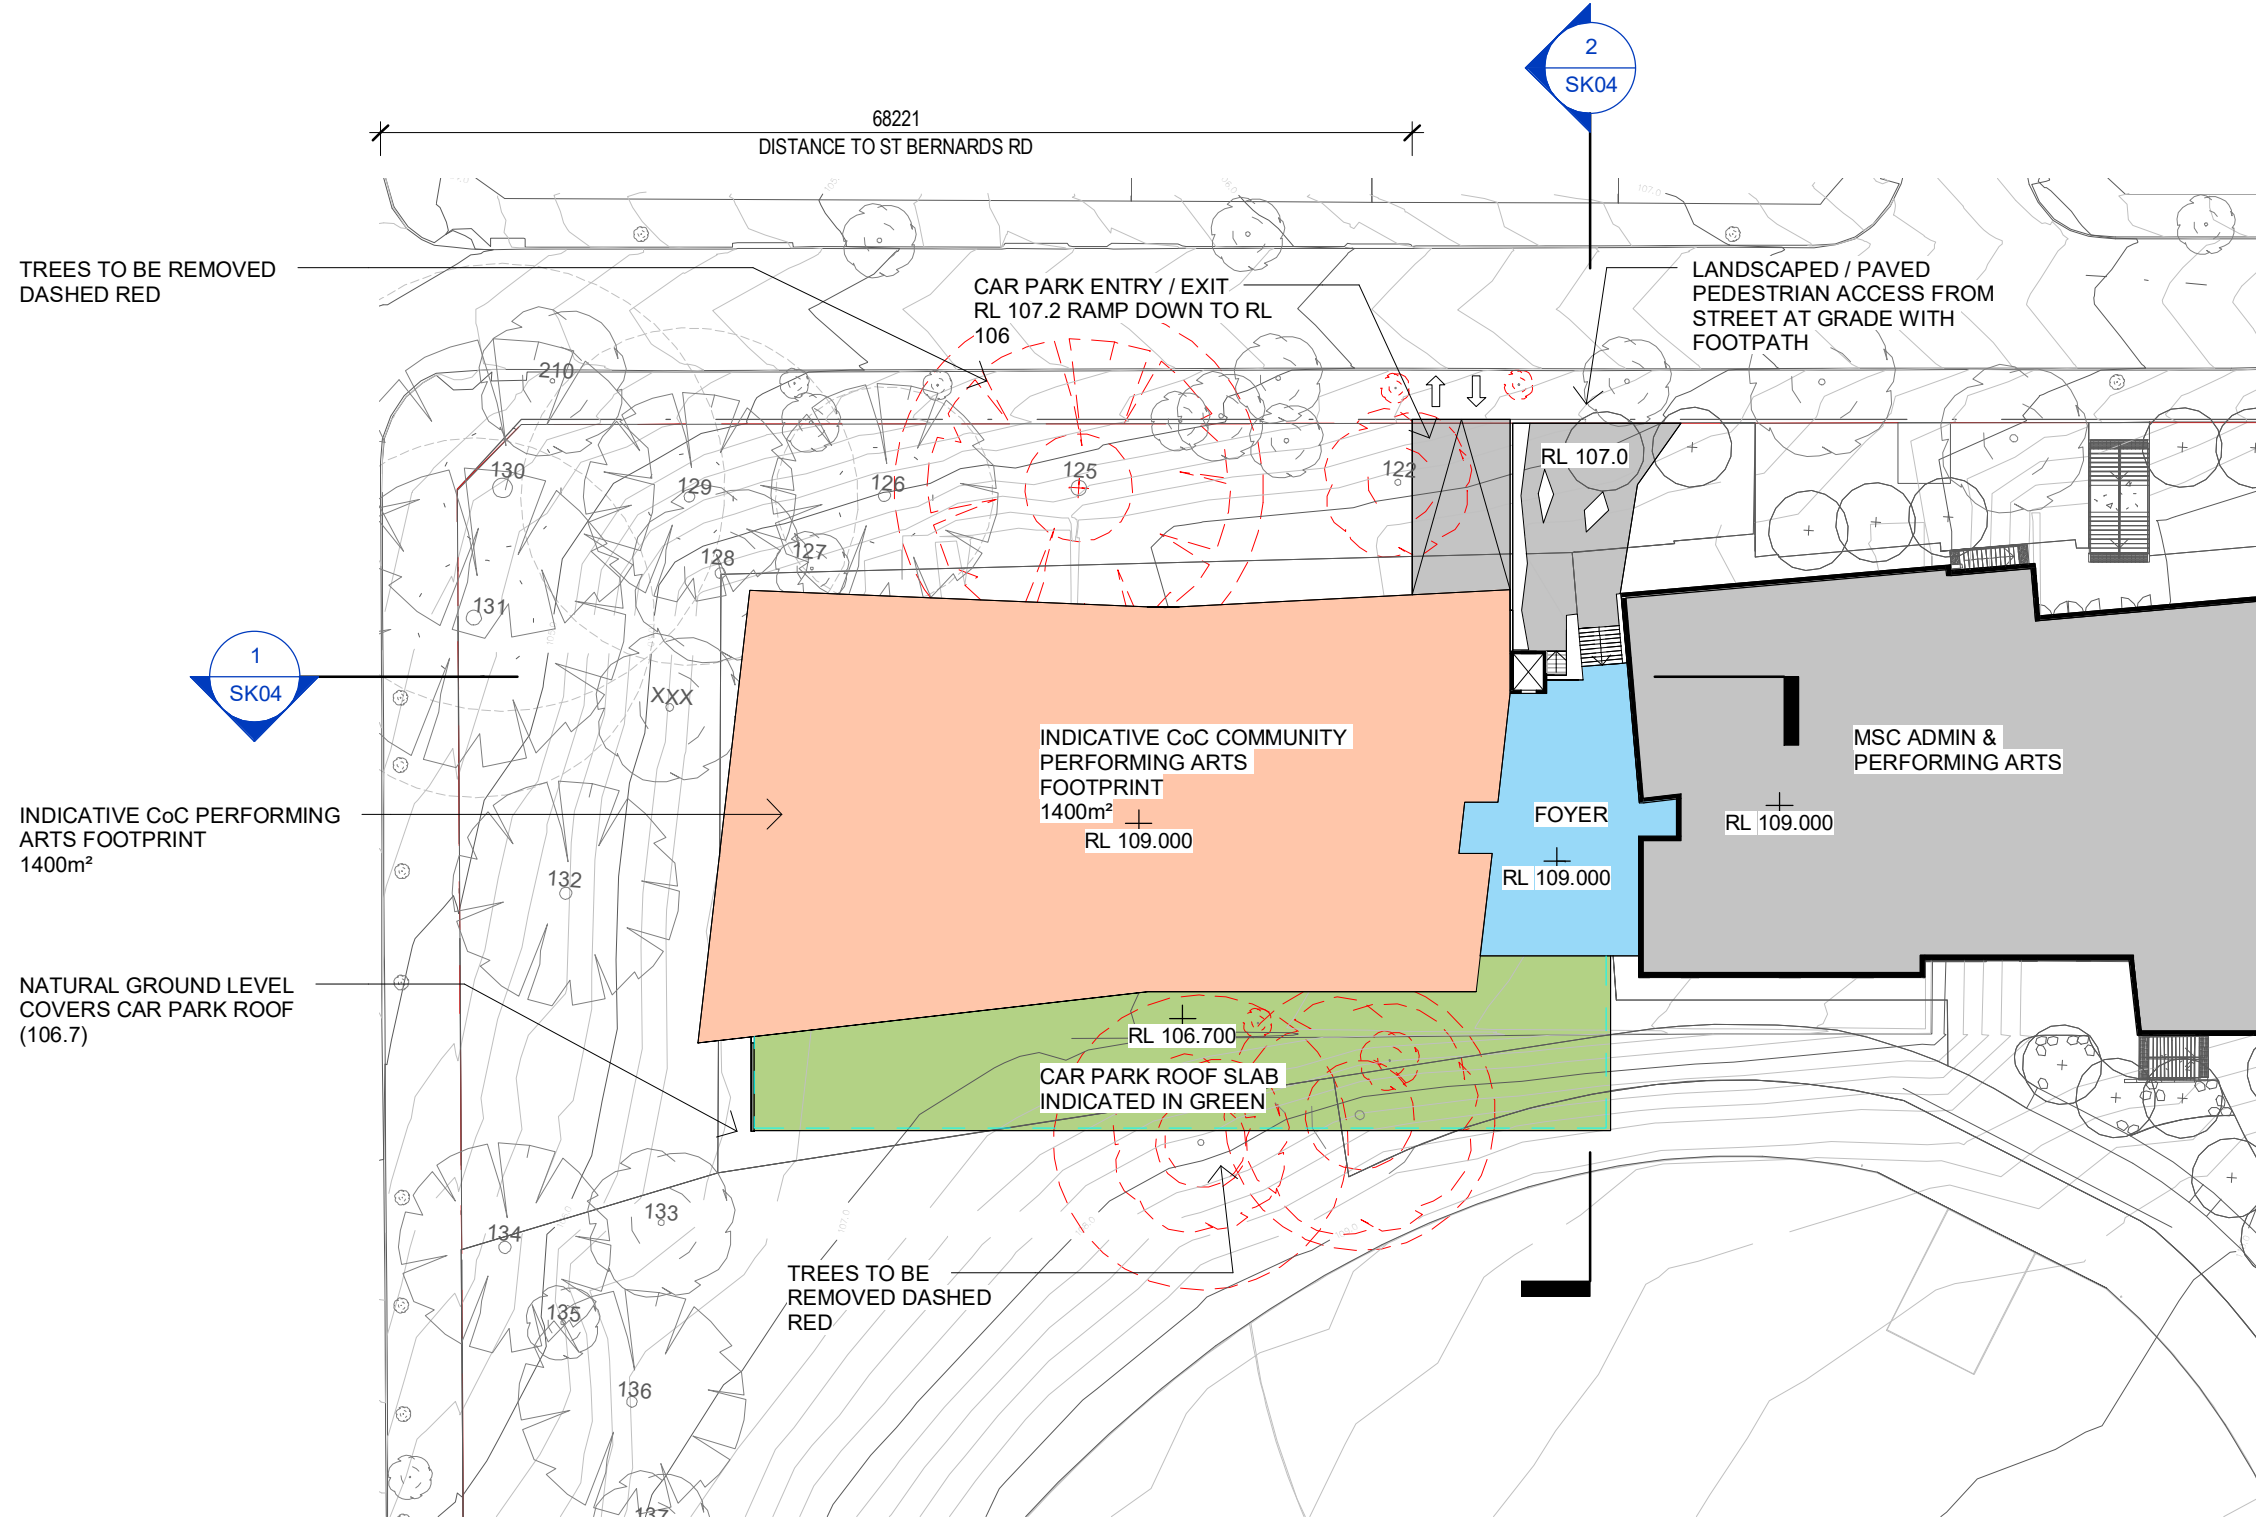 2
SK04
68221
DISTANCE TO ST BERNARDS RD
107.0
TREES TO BE REMOVED
DASHED RED
CAR PARK ENTRY / EXIT
RL 107.2 RAMP DOWN TO RL
106
LANDSCAPED / PAVED
PEDESTRIAN ACCESS FROM
STREET AT GRADE WITH
FOOTPATH
210
130
129
126
125
122
RL 107.0
128
127
131
1
SK04
XXX
INDICATIVE CoC COMMUNITY
PERFORMING ARTS
FOOTPRINT
1400m²
RL 109.000
FOYER
RL 109.000
MSC ADMIN &
PERFORMING ARTS
RL 109.000
INDICATIVE CoC PERFORMING
ARTS FOOTPRINT
1400m²
132
NATURAL GROUND LEVEL
COVERS CAR PARK ROOF
(106.7)
RL 106.700
CAR PARK ROOF SLAB
INDICATED IN GREEN
133
134
TREES TO BE
REMOVED DASHED
RED
135
136
137